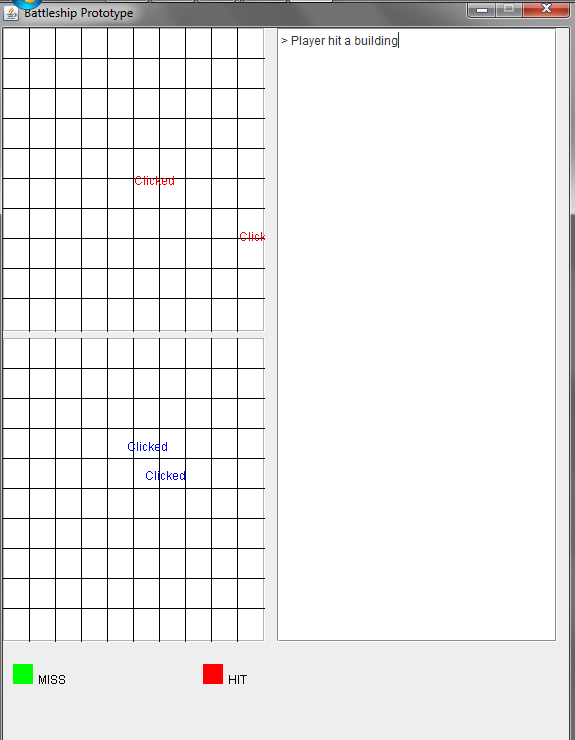 Battleship Prototype
> Player hit a building
Clicked
Click
Clicked
Clicked
MISS
HIT